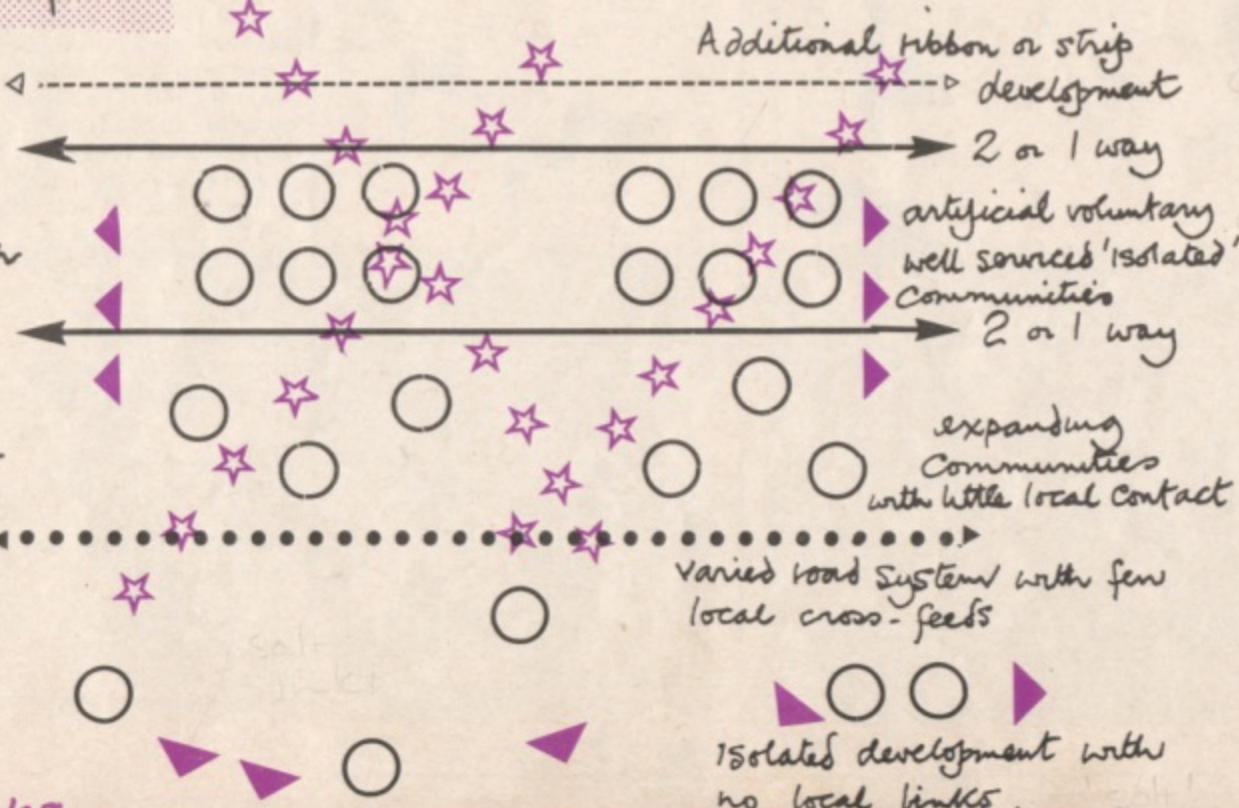 Additional ribbon or strip
development
2 or 1 way
artificial voluntary
well serviced 'isolated'
communities
2 or 1 way
expanding
communities
with little local contact
varied road system with few
local cross-feeds
Isolated development with
no local links.